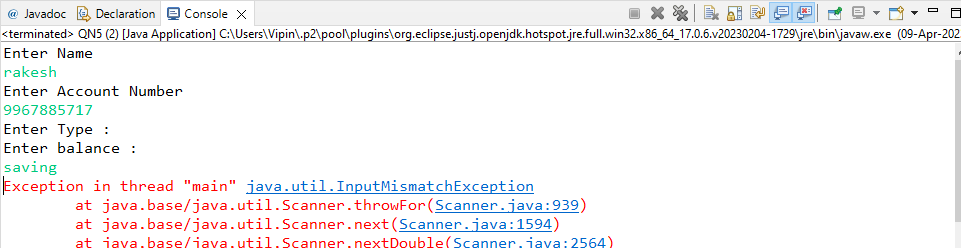 Javadoc Declaration Console
<terminated> QN5 (2) [Java Application] C:\Users\Vipin\.p2\pool\plugins\org.eclipse.justj.openjdk.hotspot.jre.full.win32.x86_64_17.0.6.v20230204-1729\jre\bin\javaw.exe (09-Apr-202
Enter Name
rakesh
Enter Account Number
9967885717
Enter Type :
Enter balance :
saving
Exception in thread "main" java.util.InputMismatchException
at java.base/java.util.Scanner.throwFor(Scanner.java:939)
at java.base/java.util.Scanner.next(Scanner.java:1594)
at java.base/java.util.Scanner.nextDouble(Scanner.java:2564)